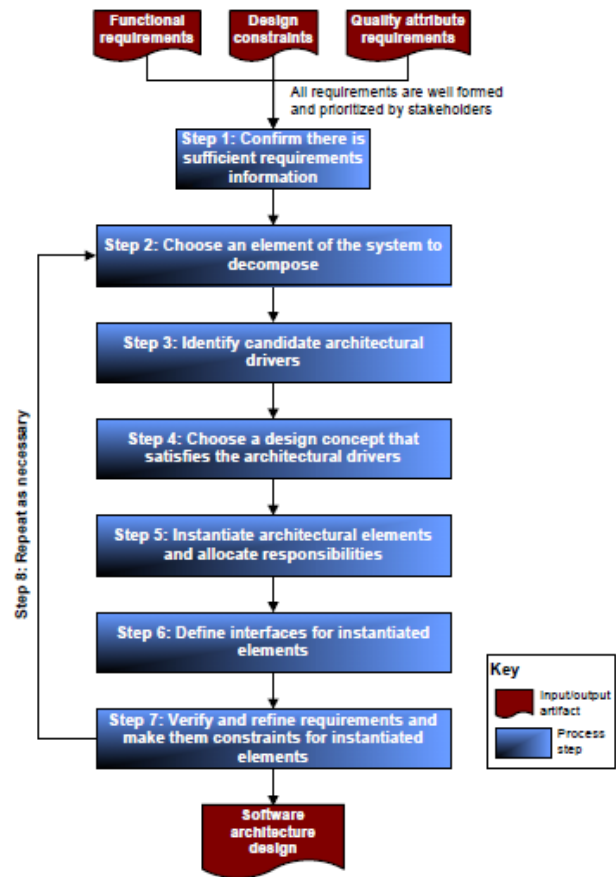 Functional
requirements
Design
constraints
Quality attribute
requirements
All requirements are well formed
and prioritized by stakeholders
Step 1: Confirm there is
sufficient requirements
information
Step 2: Choose an element of the system to
decompose
Step 3: Identify candidate architectural
drivers
Step 4: Choose a design concept that
satisfies the architectural drivers
Step 5: Instantiate architectural elements
and allocate responsibilities
Step 6: Define interfaces for instantiated
elements
Step 7: Verify and refine requirements and
make them constraints for instantiated
elements
Step 8: Repeat as necessary
Software
architecture
design
Key
Input/output
artifact
Process
step